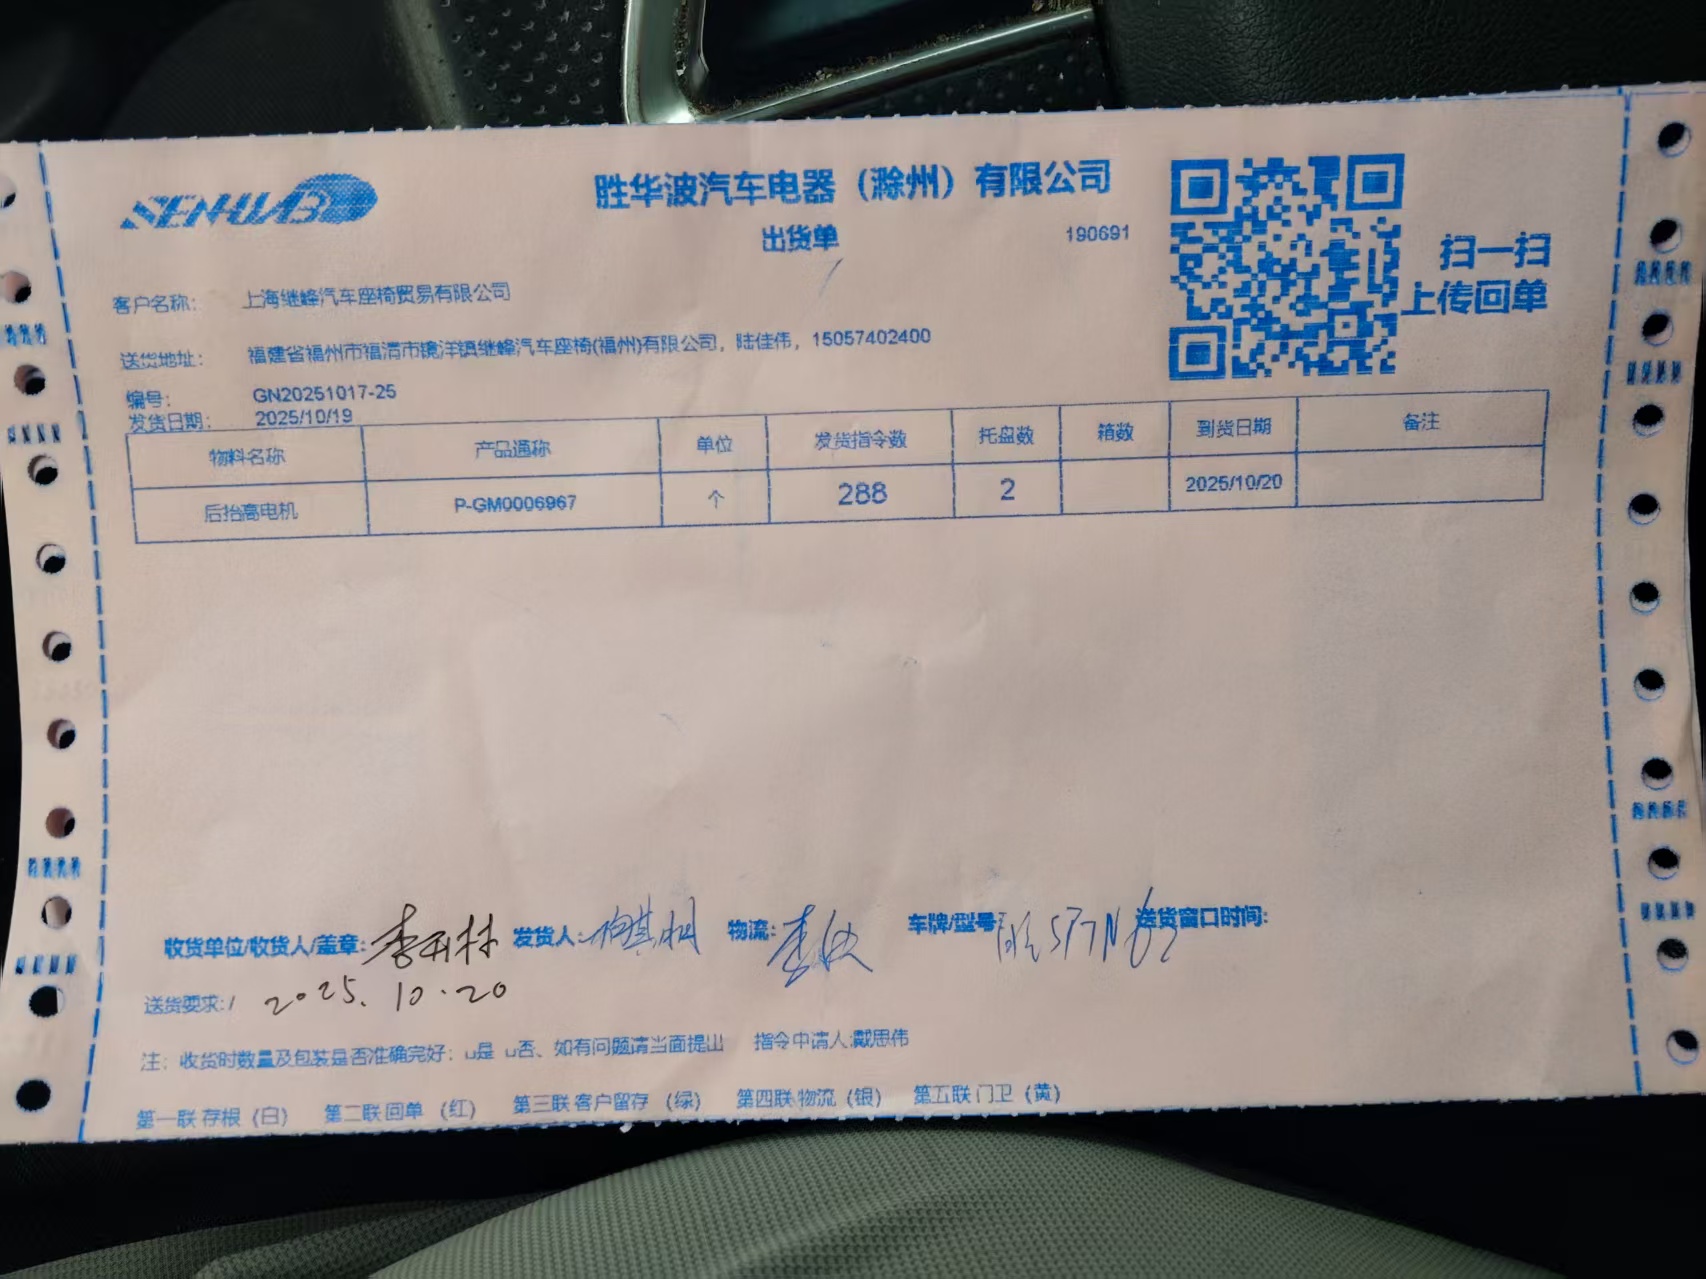 SENHUAB
胜华波汽车电器（滁州）有限公司
出货单
190691
扫一扫
上传回单
客户名称： 上海继峰汽车座椅贸易有限公司
送货地址： 福建省福州市福清市镜洋镇继峰汽车座椅(福州)有限公司，陆佳伟，15057402400
编号： GN20251017-25
发货日期： 2025/10/19
物料名称 产品通称 单位 发货指令数 托盘数 箱数 到货日期 备注
后抬高电机 P-GM0006967 个 288 2 2025/10/20
收货单位/收货人/盖章: 李开林 发货人: 物流: 车牌/型号 送货窗口时间:
送货要求:/ 2025.10.20
注：收货时数量及包装是否准确完好：u是 u否、如有问题请当面提出 指令申请人:戴思伟
第一联 存根（白） 第二联 回单（红） 第三联 客户留存（绿） 第四联 物流（银） 第五联 门卫（黄）